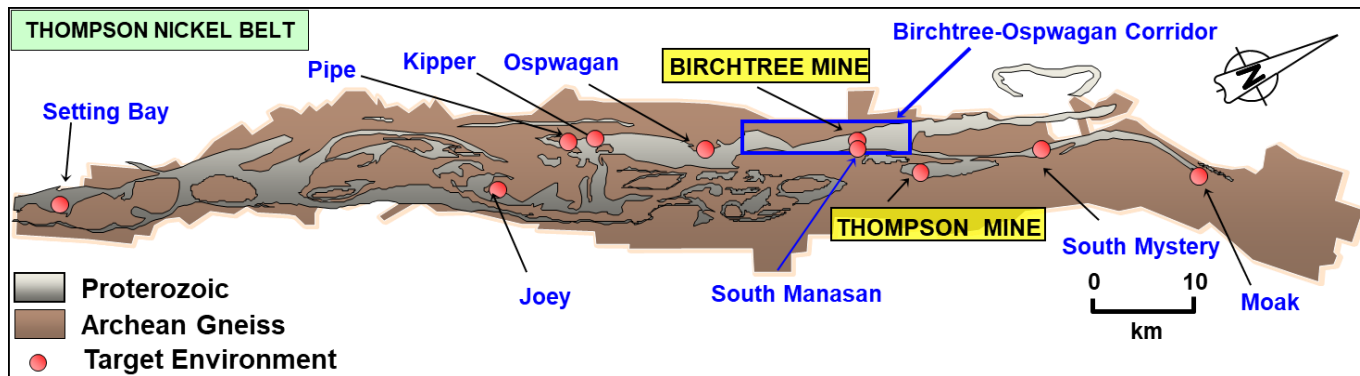 THOMPSON NICKEL BELT
Setting Bay
Pipe
Kipper
Ospwagan
BIRCHTREE MINE
Birchtree-Ospwagan Corridor
N
Joey
South Manasan
THOMPSON MINE
South Mystery
Moak
Proterozoic
Archean Gneiss
Target Environment
0 10
km